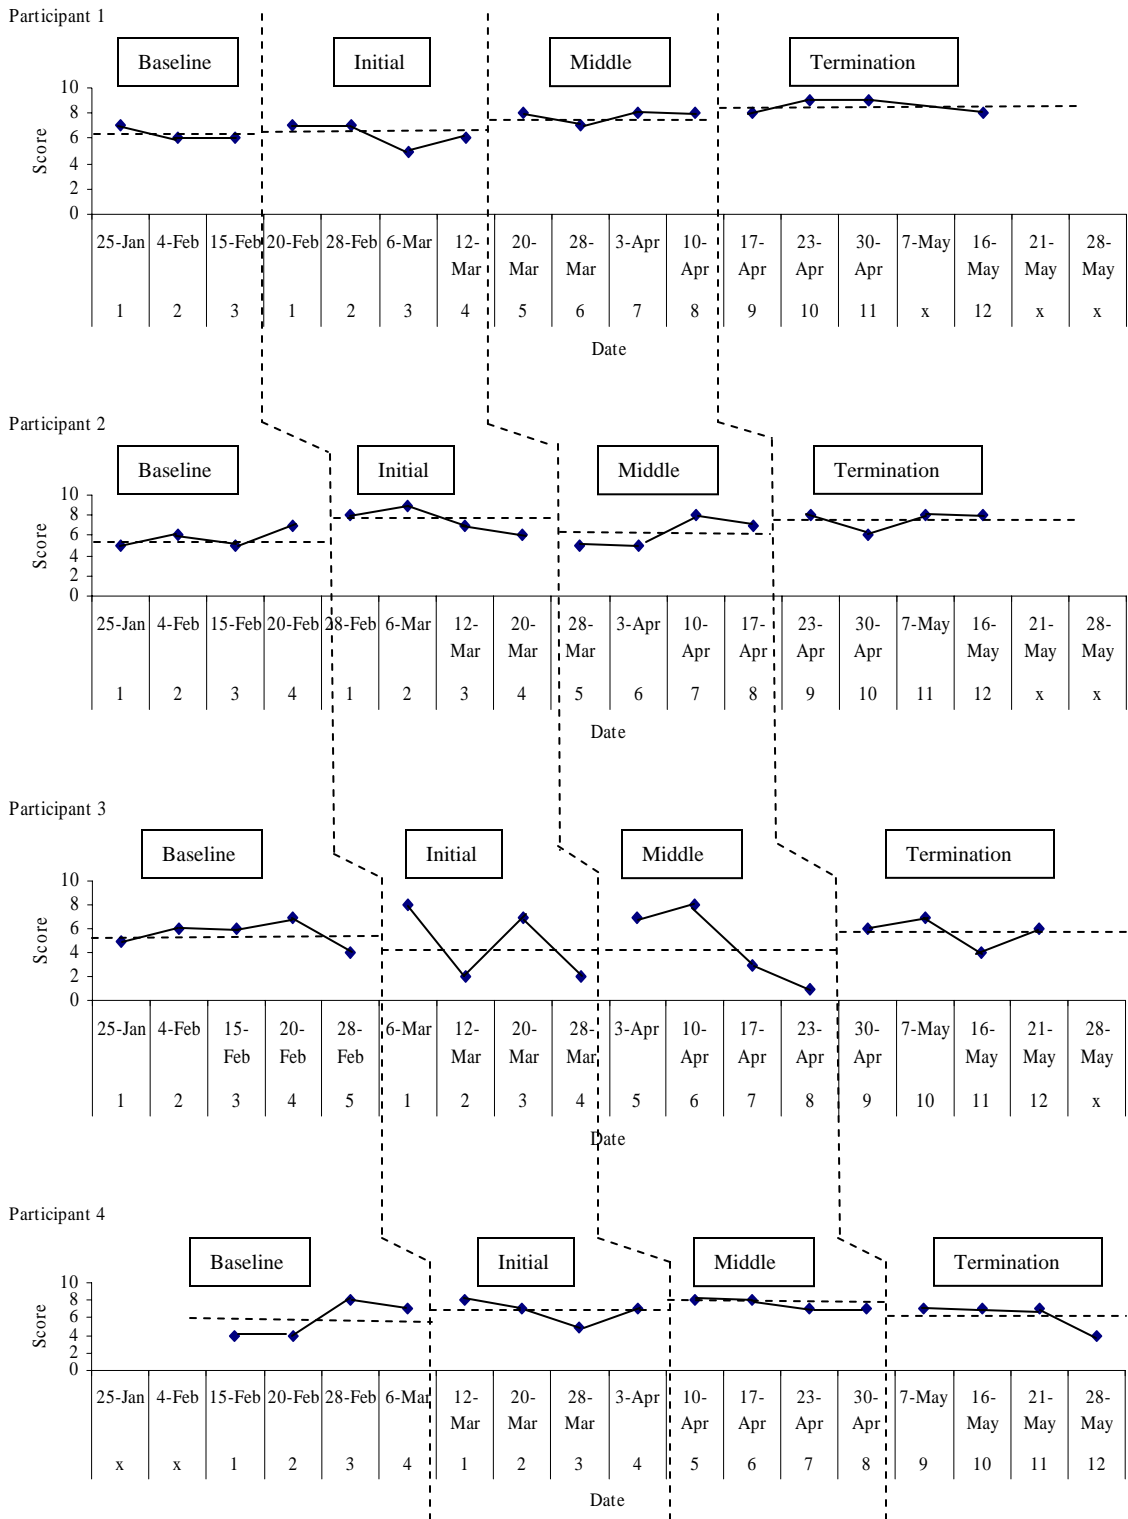 Participant 1
Baseline Initial Middle Termination
10
8
6
4
2
0
Score
25-Jan 4-Feb 15-Feb 20-Feb 28-Feb 6-Mar 12- 20- 28- 3-Apr 10- 17- 23- 30- 7-May 16- 21- 28-
Mar Mar Mar Apr Apr Apr Apr May May May
1 2 3 1 2 3 4 5 6 7 8 9 10 11 x 12 x x
Date
Participant 2
Baseline Initial Middle Termination
10
8
6
4
2
0
Score
25-Jan 4-Feb 15-Feb 20-Feb 28-Feb 6-Mar 12- 20- 28- 3-Apr 10- 17- 23- 30- 7-May 16- 21- 28-
Mar Mar Mar Apr Apr Apr Apr May May May
1 2 3 4 1 2 3 4 5 6 7 8 9 10 11 12 x x
Date
Participant 3
Baseline Initial Middle Termination
10
8
6
4
2
0
Score
25-Jan 4-Feb 15- 20- 28- 6-Mar 12- 20- 28- 3-Apr 10- 17- 23- 30- 7-May 16- 21- 28-
Feb Feb Feb Mar Mar Mar Apr Apr Apr Apr May May May
1 2 3 4 5 1 2 3 4 5 6 7 8 9 10 11 12 x
Date
Participant 4
Baseline Initial Middle Termination
10
8
6
4
2
0
Score
25-Jan 4-Feb 15-Feb 20-Feb 28-Feb 6-Mar 12- 20- 28- 3-Apr 10- 17- 23- 30- 7-May 16- 21- 28-
Mar Mar Mar Apr Apr Apr Apr May May May
x x 1 2 3 4 1 2 3 4 5 6 7 8 9 10 11 12
Date